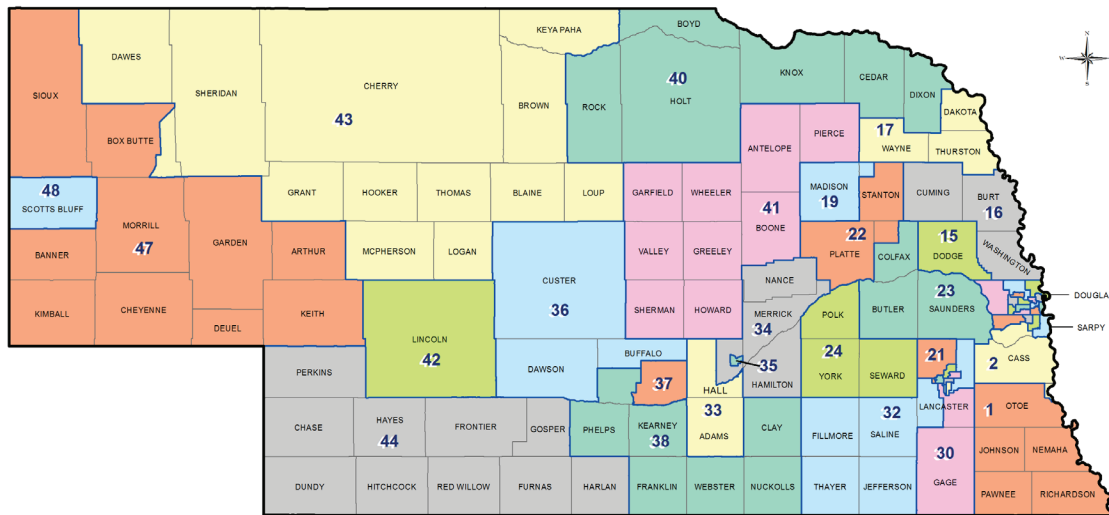 BOYD
KEYA PAHA
N
W E
S
DAWES
CHERRY
KNOX
CEDAR
SIOUX
SHERIDAN
40
HOLT
DIXON
BROWN
ROCK
DAKOTA
43
BOX BUTTE
PIERCE
17
WAYNE
ANTELOPE
THURSTON
48
SCOTTS BLUFF
GRANT
HOOKER
THOMAS
BLAINE
LOUP
GARFIELD
WHEELER
MADISON
19
STANTON
CUMING
BURT
16
MORRILL
47
GARDEN
41
BOONE
22
PLATTE
15
DODGE
WASHINGTON
BANNER
ARTHUR
MCPHERSON
LOGAN
VALLEY
GREELEY
COLFAX
CUSTER
36
NANCE
KIMBALL
CHEYENNE
DEUEL
KEITH
SHERMAN
HOWARD
MERRICK
34
POLK
BUTLER
23
SAUNDERS
DOUGLA
SARPY
LINCOLN
42
PERKINS
DAWSON
BUFFALO
37
HALL
35
HAMILTON
24
YORK
SEWARD
21
2
CASS
CHASE
HAYES
44
FRONTIER
GOSPER
PHELPS
KEARNEY
38
33
ADAMS
CLAY
FILLMORE
32
SALINE
LANCASTER
1
OTOE
JOHNSON
NEMAHA
DUNDY
HITCHCOCK
RED WILLOW
FURNAS
HARLAN
FRANKLIN
WEBSTER
NUCKOLLS
THAYER
JEFFERSON
30
GAGE
PAWNEE
RICHARDSON